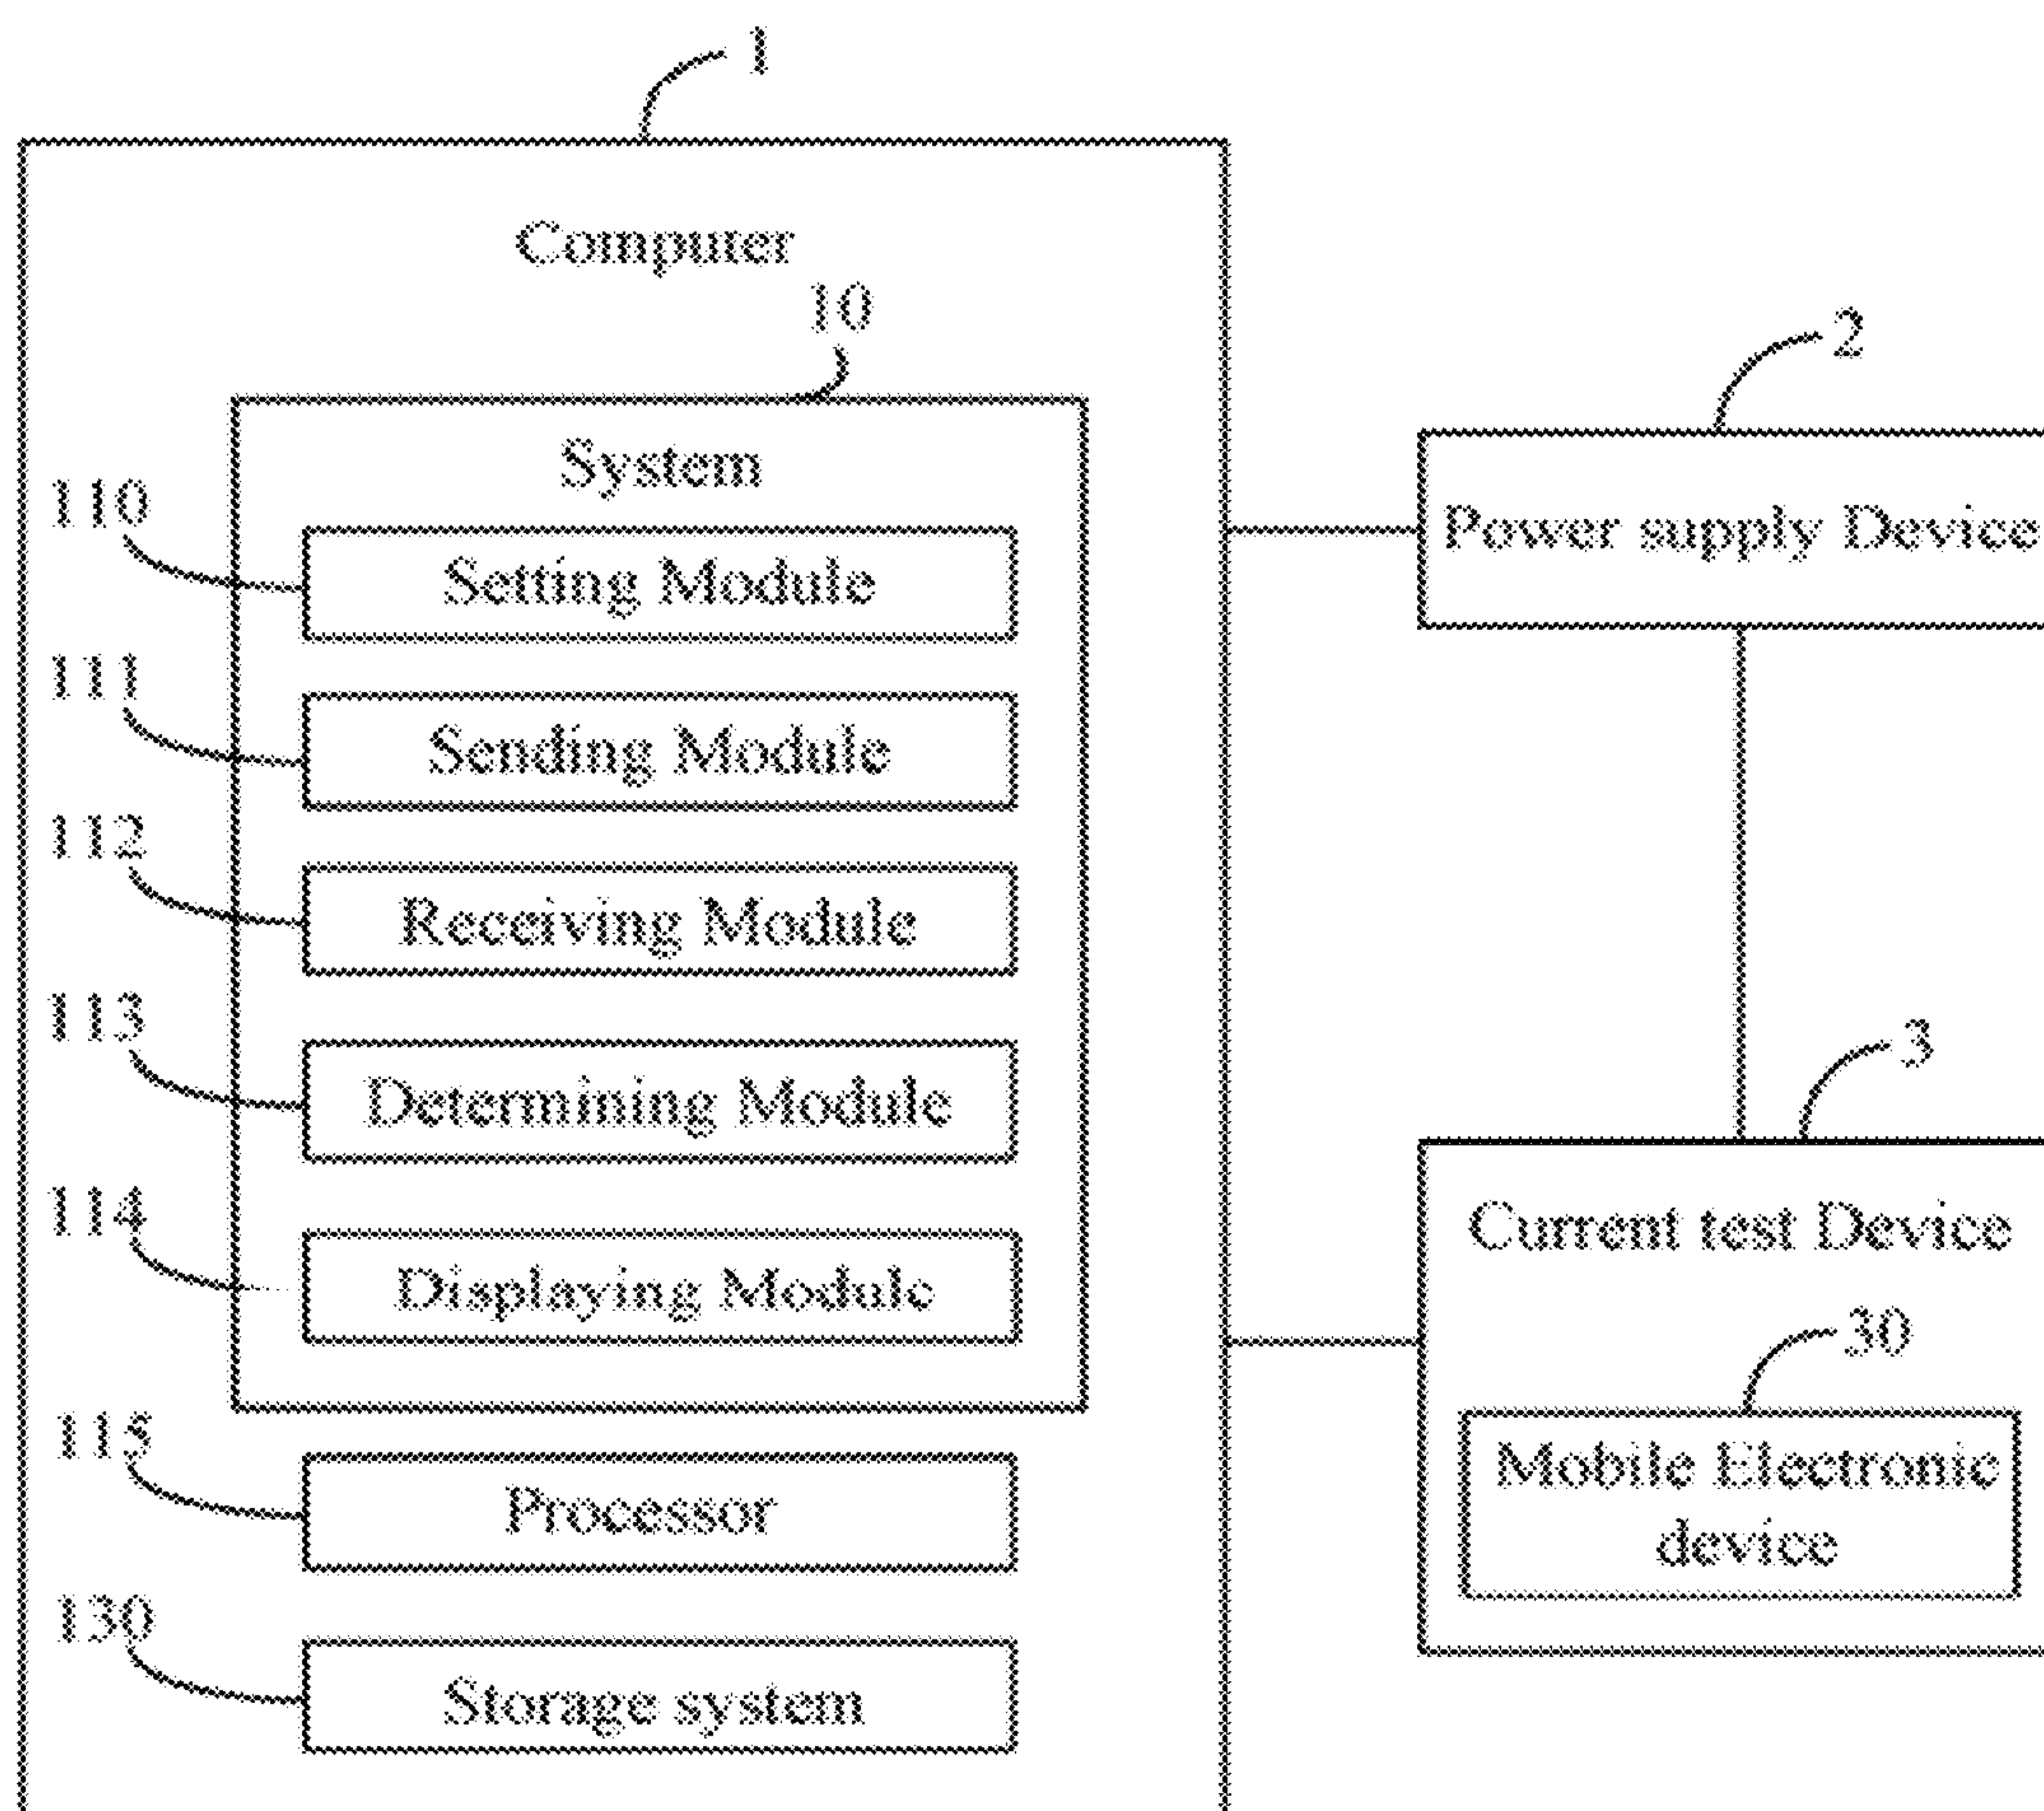 1
Computer
10
System
110
Setting Module
111
Sending Module
112
Receiving Module
113
Determining Module
114
Displaying Module
115
Processor
130
Storage system
2
Power supply Device
3
Current test Device
30
Mobile Electronic
device